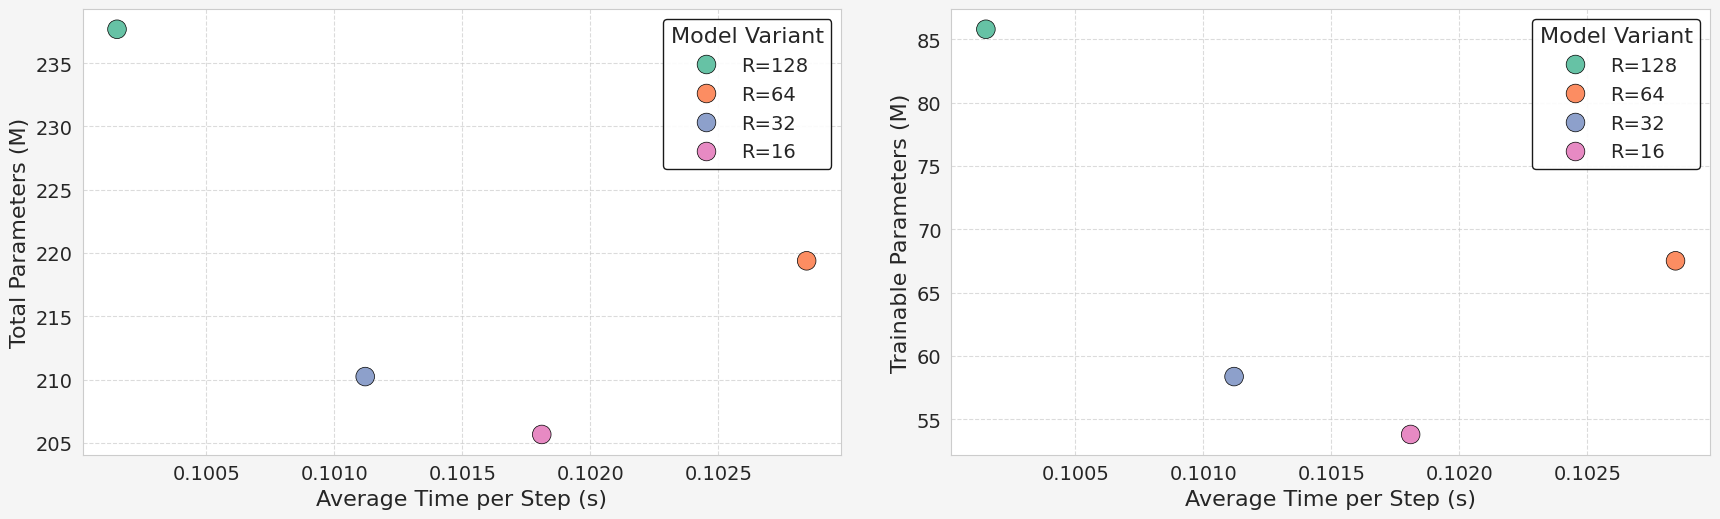 Total Parameters (M)
235
230
225
220
215
210
205
0.1005 0.1010 0.1015 0.1020 0.1025
Average Time per Step (s)
Model Variant
R=128
R=64
R=32
R=16
Trainable Parameters (M)
85
80
75
70
65
60
55
0.1005 0.1010 0.1015 0.1020 0.1025
Average Time per Step (s)
Model Variant
R=128
R=64
R=32
R=16